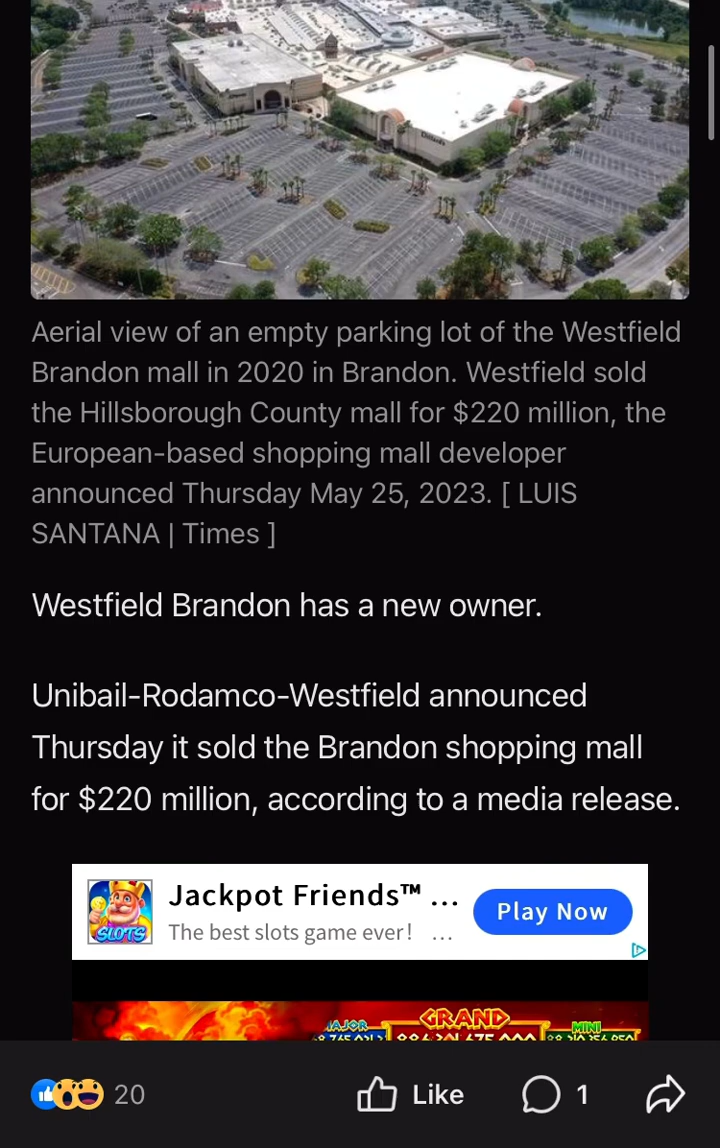 Aerial view of an empty parking lot of the Westfield
Brandon mall in 2020 in Brandon. Westfield sold
the Hillsborough County mall for $220 million, the
European-based shopping mall developer
announced Thursday May 25, 2023. [ LUIS
SANTANA | Times ]
Westfield Brandon has a new owner.
Unibail-Rodamco-Westfield announced
Thursday it sold the Brandon shopping mall
for $220 million, according to a media release.
Jackpot Friends™ ...
Play Now
SLOTS
The best slots game ever! ...
GRAND
MAJOR
MINI
20
Like
1